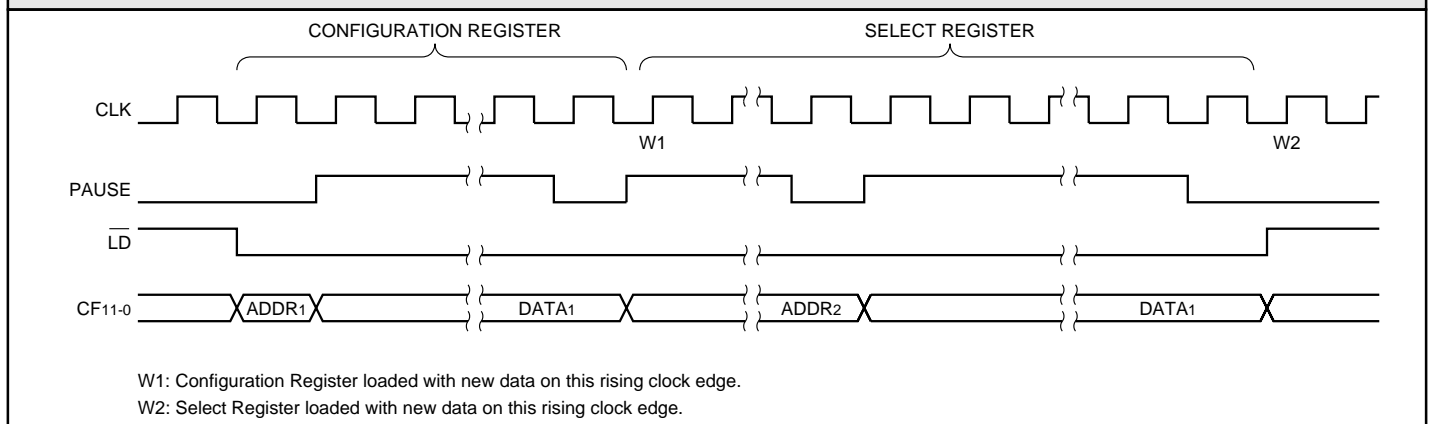 CONFIGURATION REGISTER
SELECT REGISTER
CLK
W1
W2
PAUSE
LD
CF11-0
ADDR1
DATA1
ADDR2
DATA1
W1: Configuration Register loaded with new data on this rising clock edge.
W2: Select Register loaded with new data on this rising clock edge.